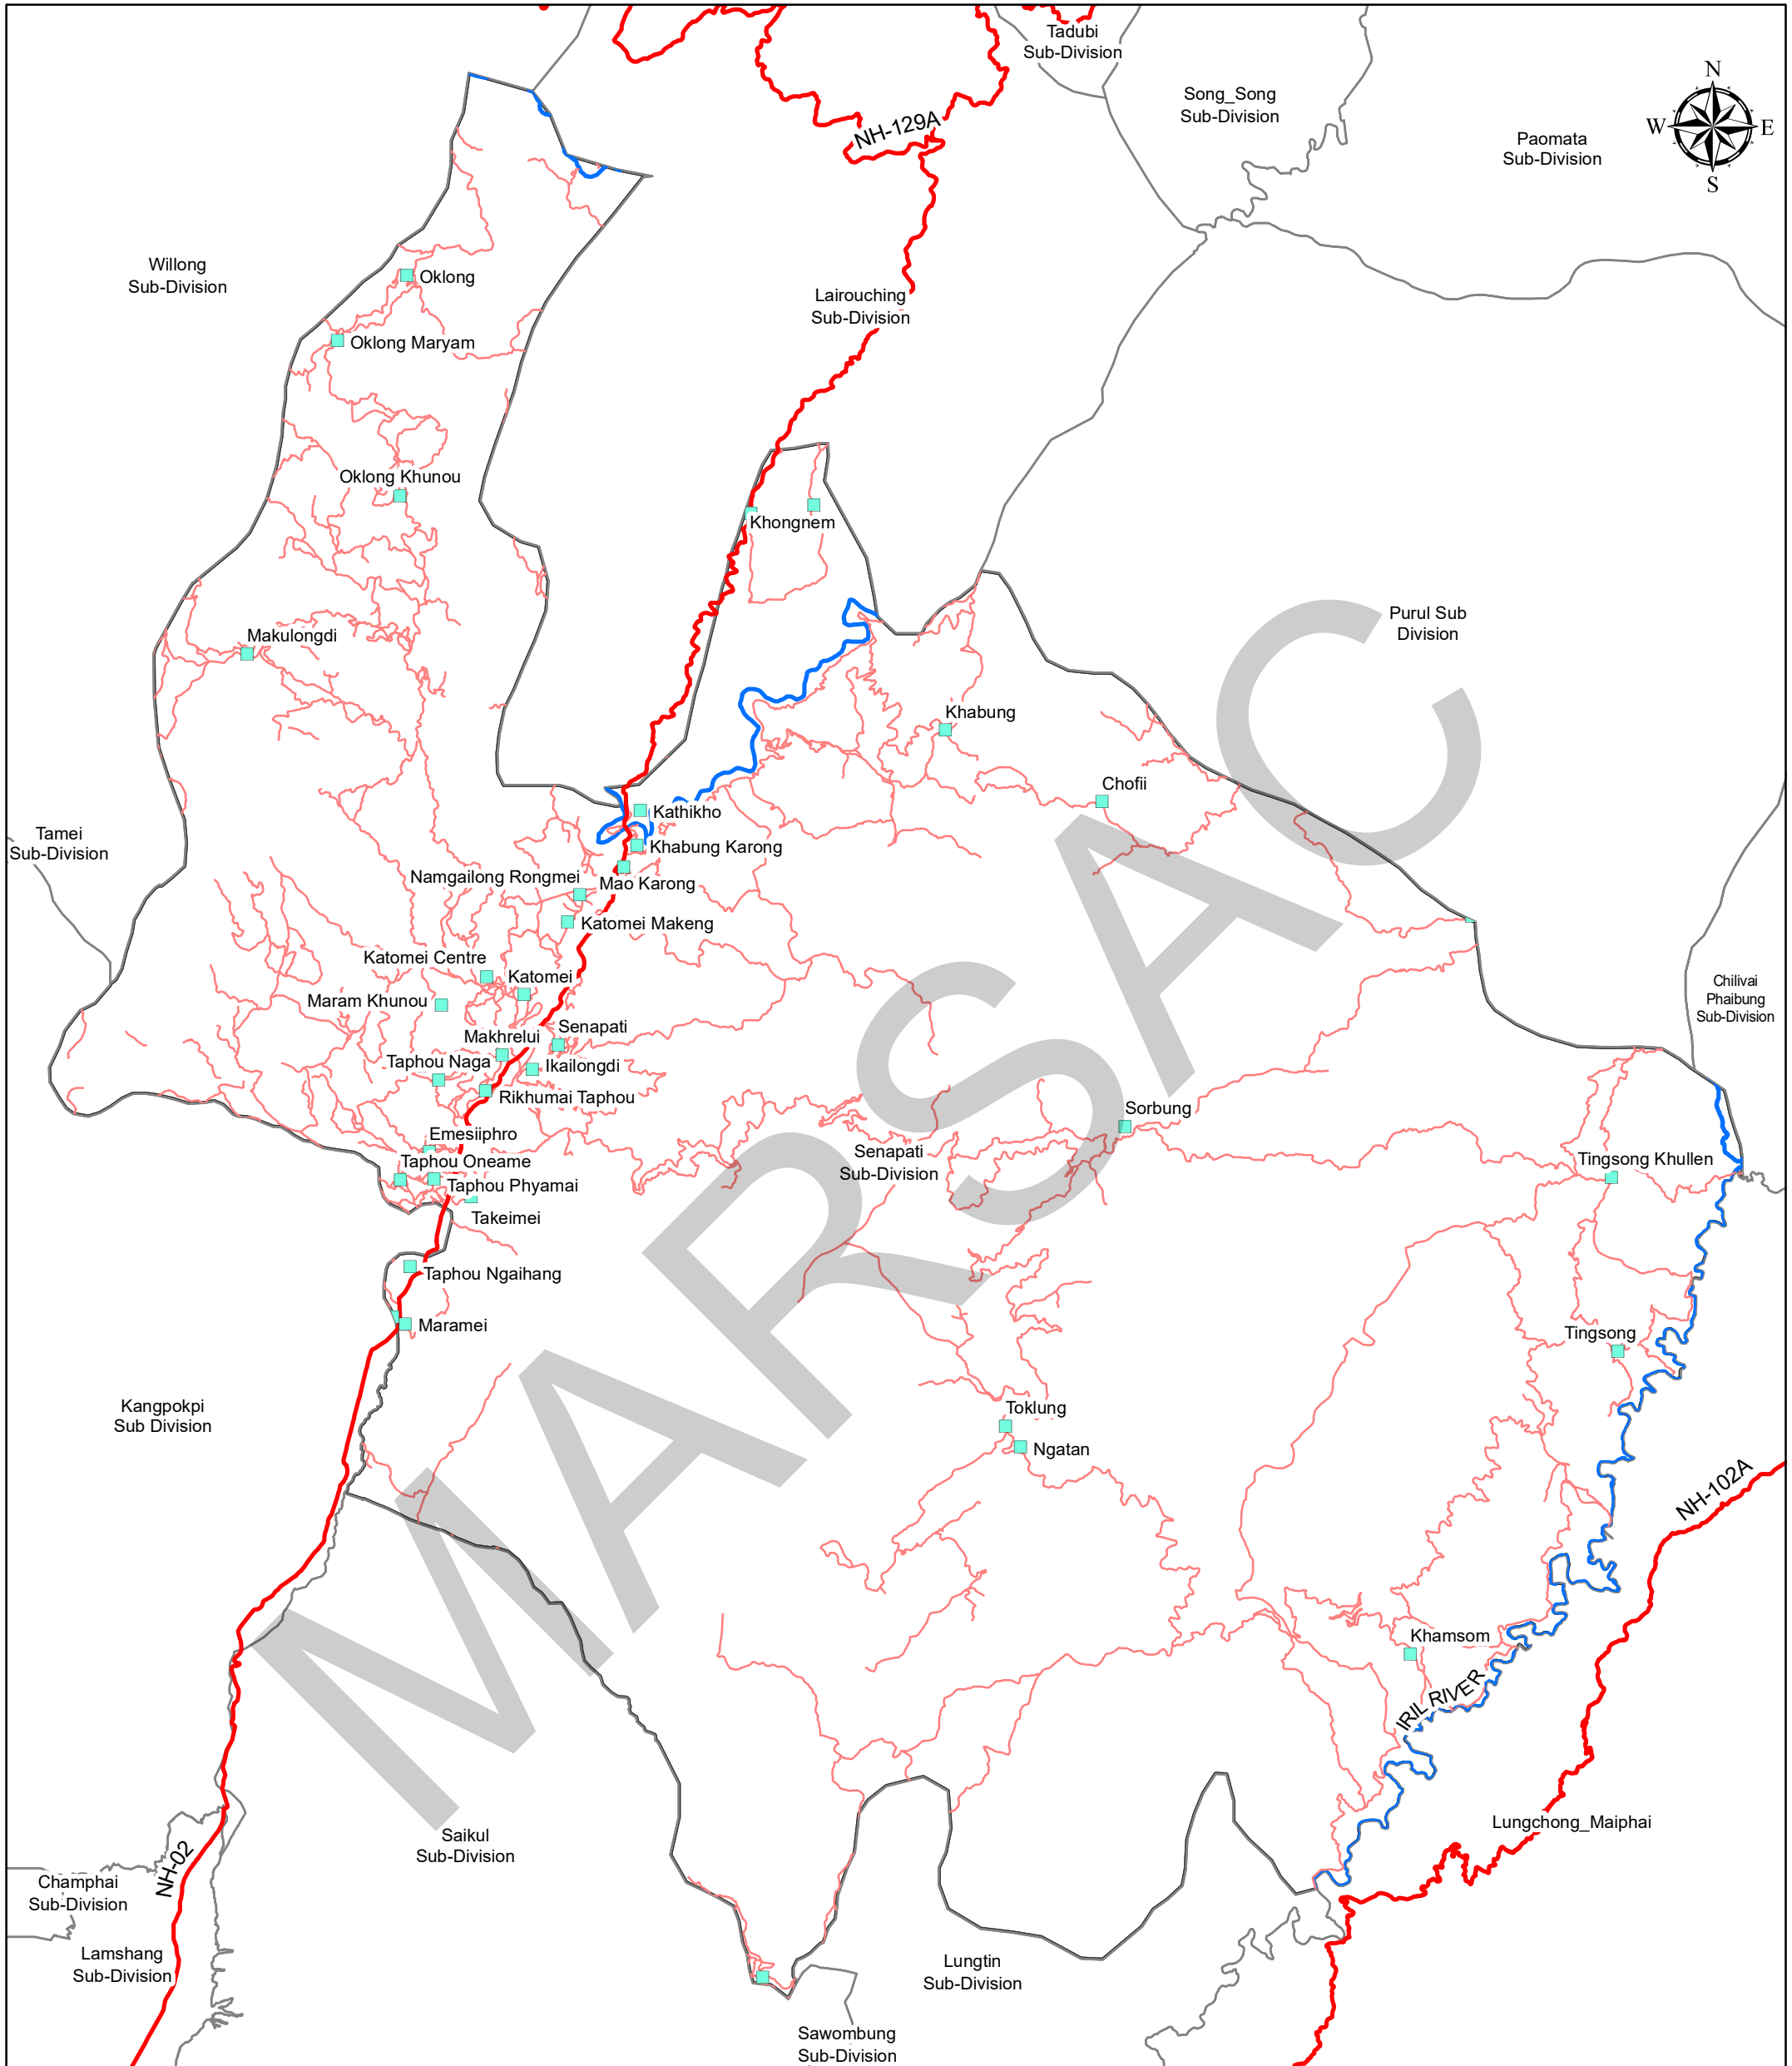 Tadubi
Sub-Division
N
Song_Song
Sub-Division
W
E
NH-129A
Paomata
Sub-Division
S
Willong
Sub-Division
Oklong
Lairouching
Sub-Division
Oklong Maryam
Oklong Khunou
Khongnem
Purul Sub
Division
Makulongdi
Khabung
Chofii
Kathikho
Tamei
Sub-Division
Khabung Karong
Namgailong Rongmei
Mao Karong
Katomei Makeng
Katomei Centre
Katomei
Maram Khunou
Chilivai
Phaibung
Sub-Division
Senapati
Makhrelui
Taphou Naga
Ikailongdi
Rikhumai Taphou
Sorbung
Emesiiphro
Senapati
Sub-Division
Taphou Oneame
Tingsong Khullen
Taphou Phyamai
Takeimei
Taphou Ngaihang
Maramei
Tingsong
Kangpokpi
Sub Division
Toklung
Ngatan
NH-102A
Khamsom
IRIL RIVER
Lungchong_Maiphai
Saikul
Sub-Division
NH-02
Champhai
Sub-Division
Lamshang
Sub-Division
Lungtin
Sub-Division
Sawombung
Sub-Division
MARSAC